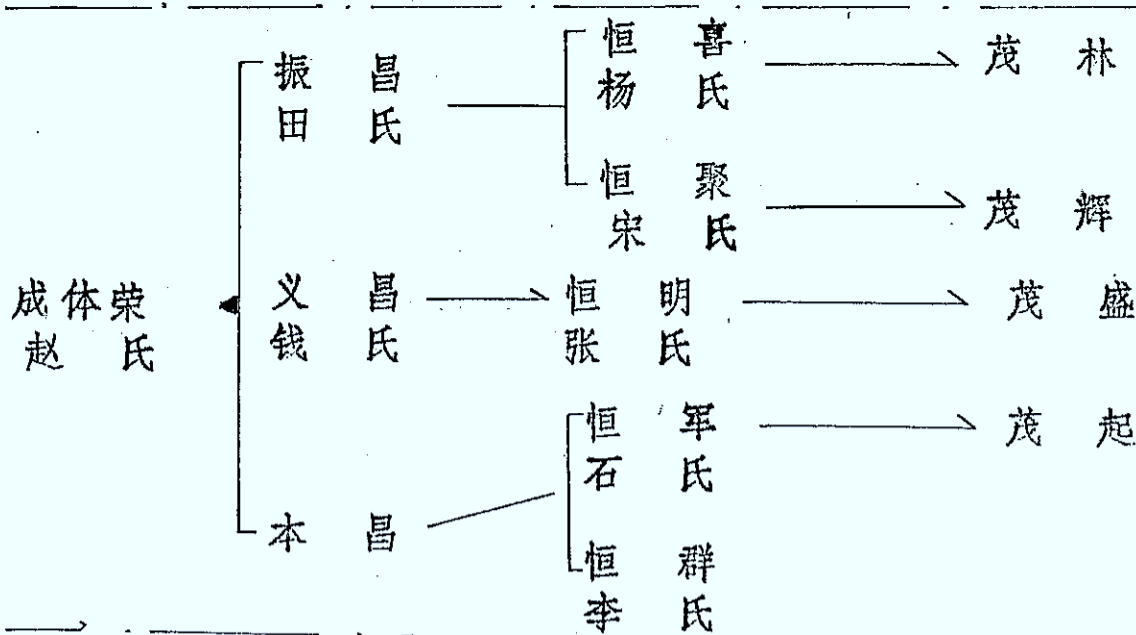 恒 喜
杨 氏
茂 林
振 昌
田 氏
恒 聚
宋 氏
茂 辉
成体荣
赵 氏
义 昌
钱 氏
恒 明
张 氏
茂 盛
恒 军
石 氏
茂 起
本 昌
恒 群
李 氏